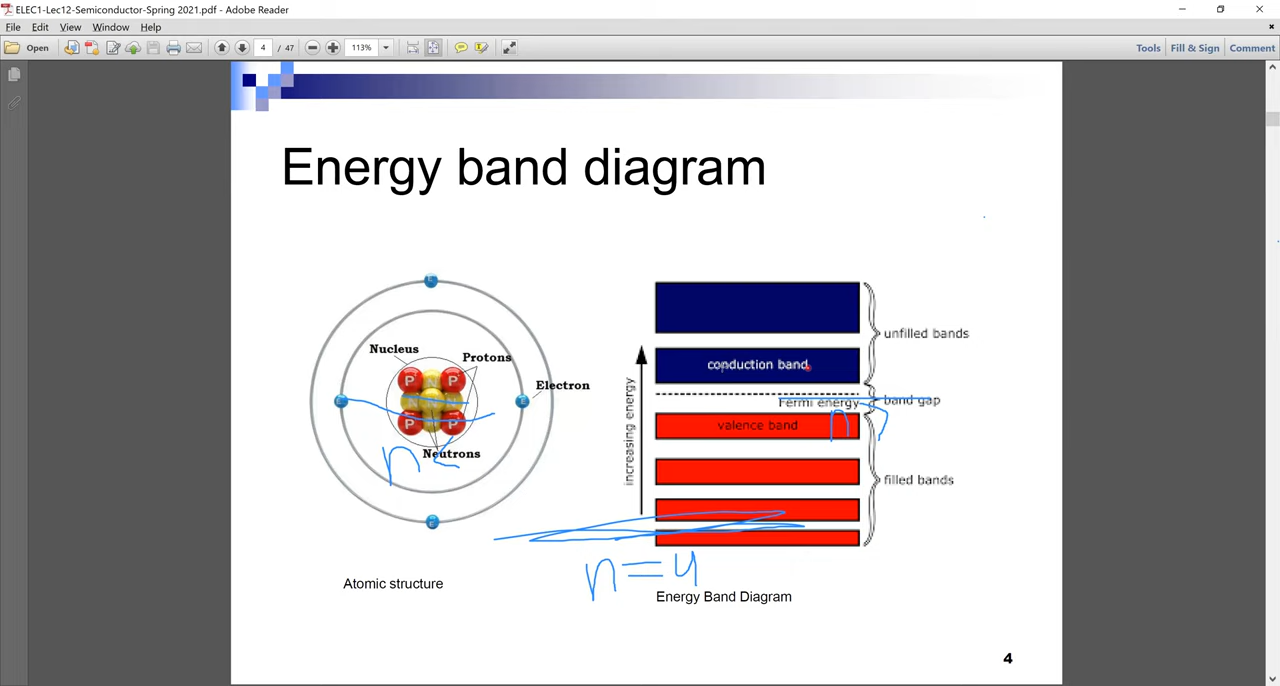 ELEC1-Lec12-Semiconductor-Spring 2021.pdf - Adobe Reader
File Edit View Window Help
Open 4 / 47 113% Tools Fill & Sign Comment
Energy band diagram
Nucleus
Protons
Electron
P N P
N N N
P N P
E
E
E
Neutrons
n <
Atomic structure
increasing energy
unfilled bands
conduction band
Fermi energy
band gap
n >
valence band
filled bands
n=4
Energy Band Diagram
4